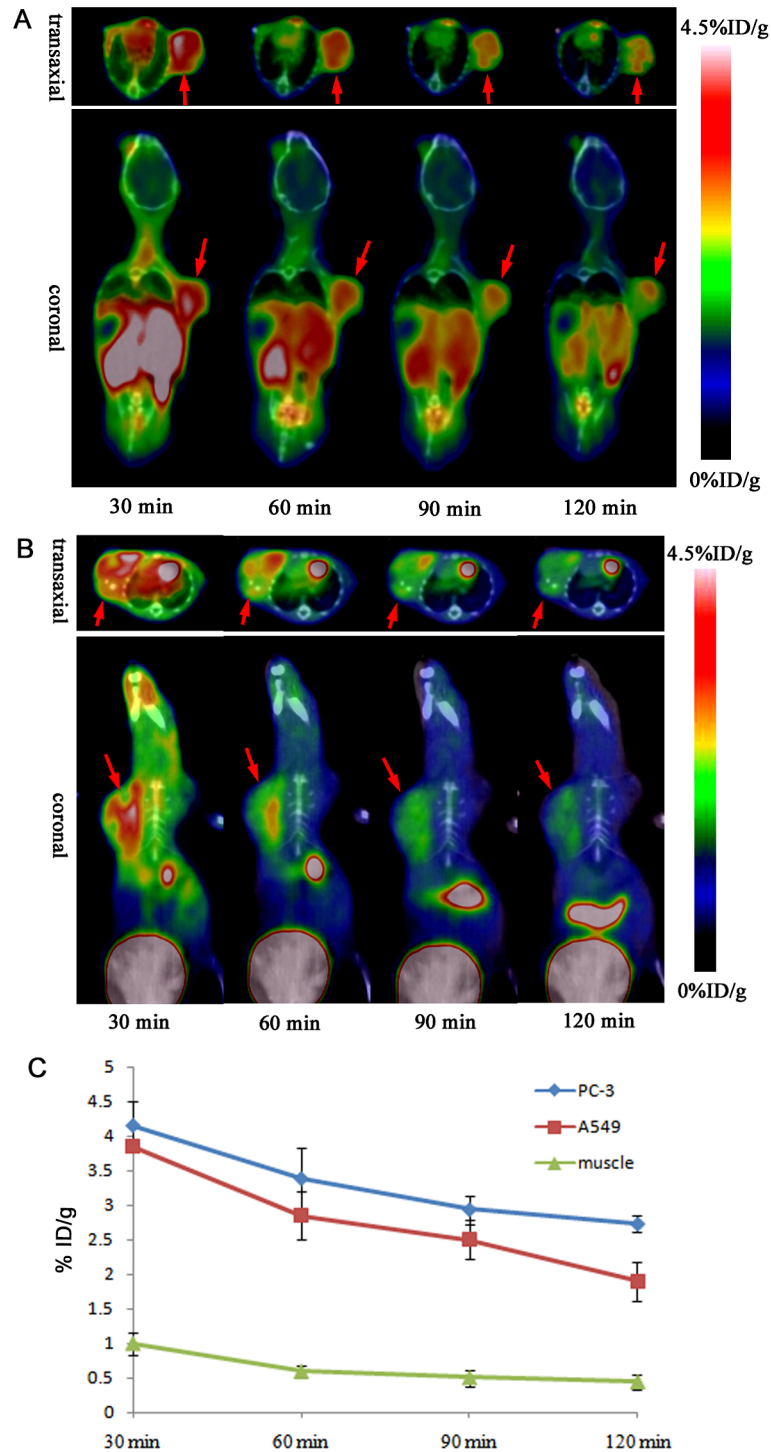 A
transaxial
4.5%ID/g
coronal
0%ID/g
30 min
60 min
90 min
120 min
B
transaxial
4.5%ID/g
coronal
0%ID/g
30 min
60 min
90 min
120 min
C
5
4.5
4
3.5
3
2.5
2
1.5
1
0.5
0
% ID/g
PC-3
A549
muscle
30 min
60 min
90 min
120 min